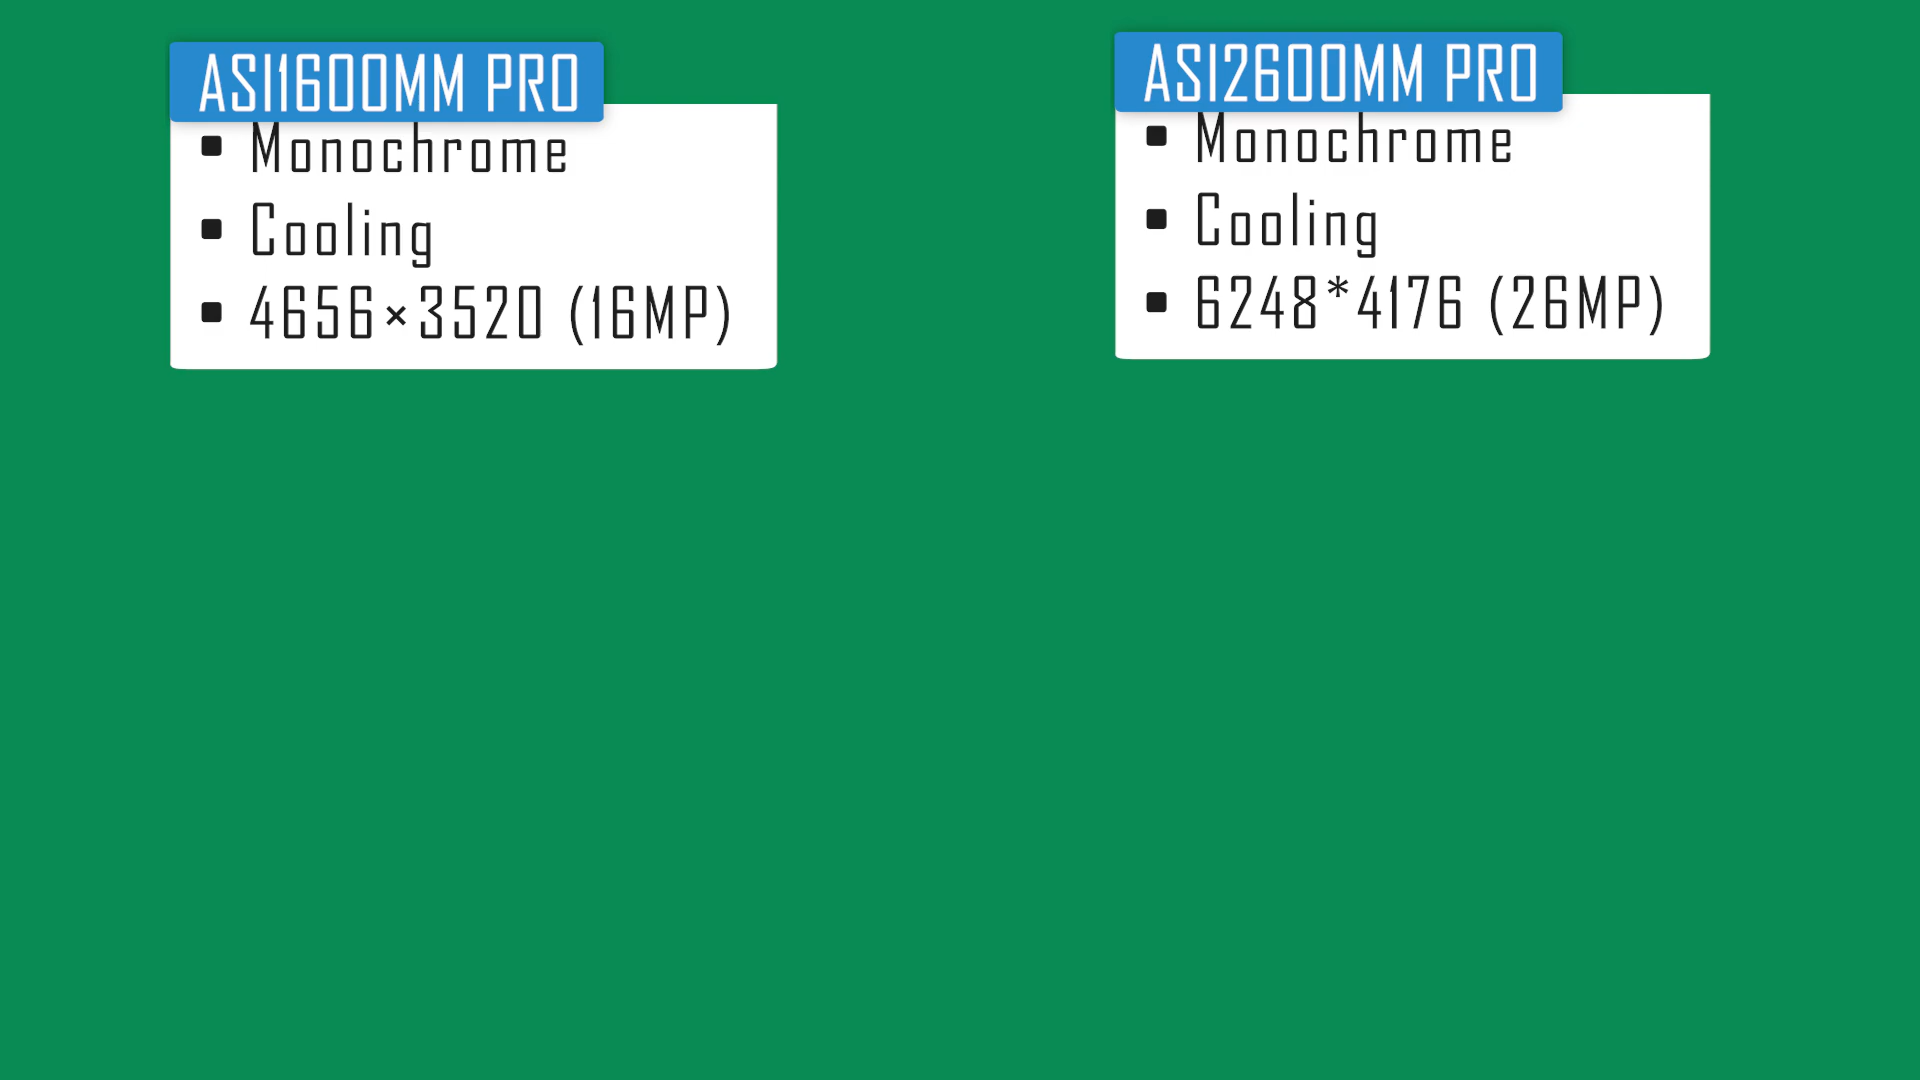 ASI1600MM PRO
▪ Monochrome
▪ Cooling
▪ 4656×3520 (16MP)
ASI2600MM PRO
▪ Monochrome
▪ Cooling
▪ 6248*4176 (26MP)